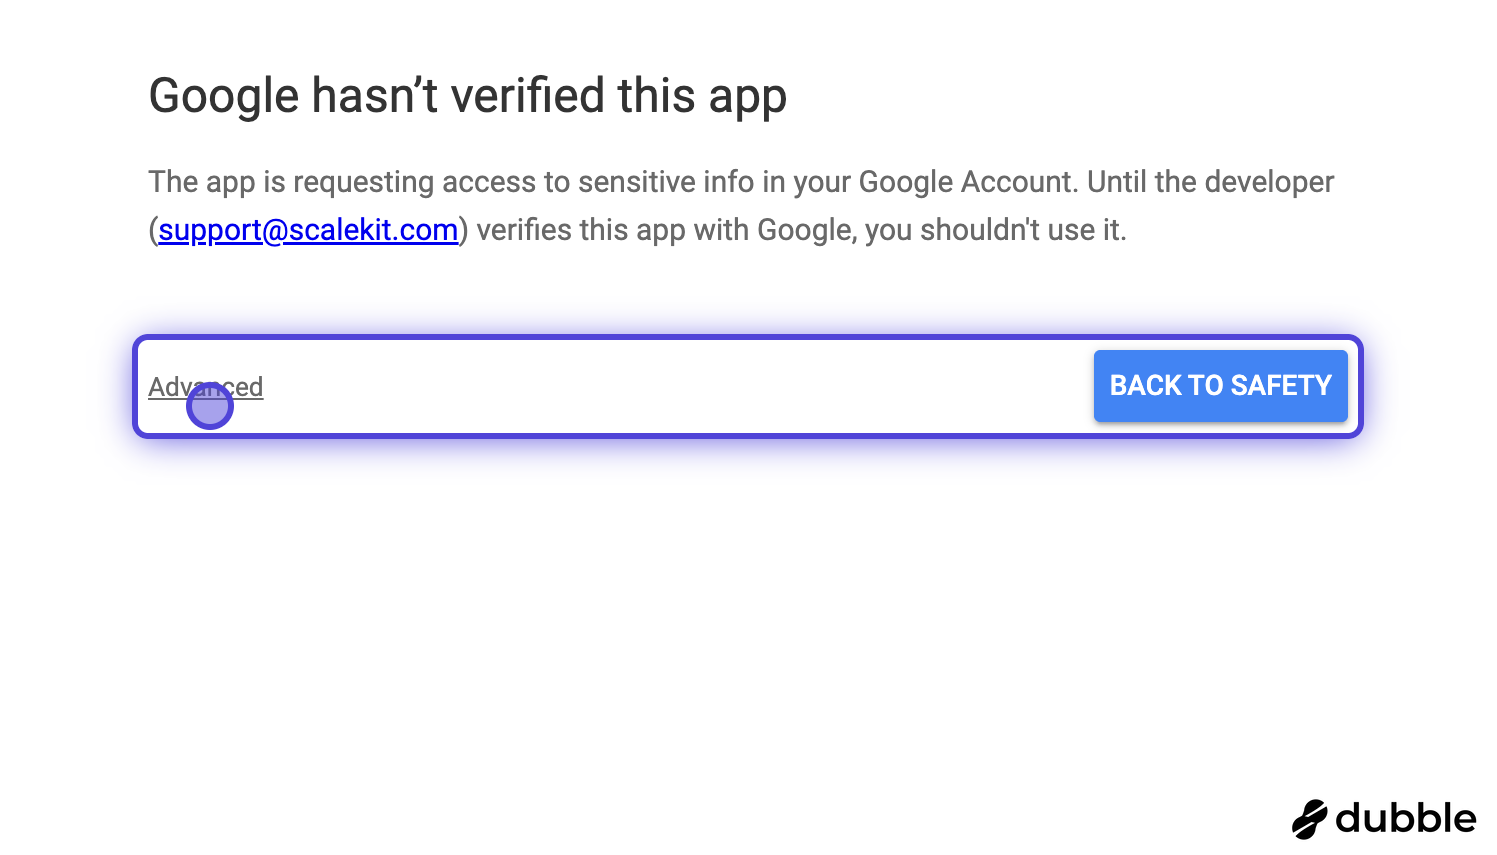 Google hasn’t verified this app
The app is requesting access to sensitive info in your Google Account. Until the developer
(support@scalekit.com) verifies this app with Google, you shouldn't use it.
Advanced
BACK TO SAFETY
dubble